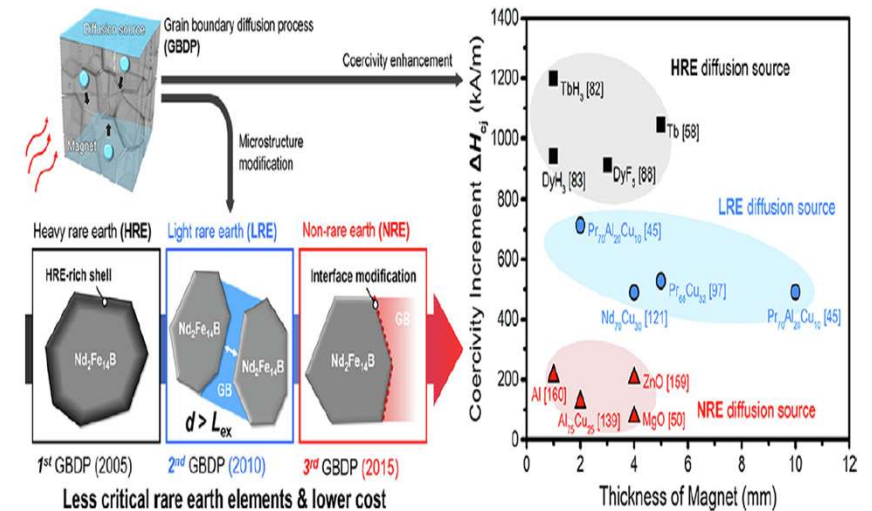 Diffusion source
Magnet
Grain boundary diffusion process
(GBDP)
Coercivity enhancement
Microstructure
modification
Heavy rare earth (HRE)
HRE-rich shell
Nd₂Fe₁₄B
1st GBDP (2005)
Light rare earth (LRE)
Nd₂Fe₁₄B
Nd₂Fe₁₄B
GB
d > Lₑₓ
2nd GBDP (2010)
Non-rare earth (NRE)
Interface modification
GB
Nd₂Fe₁₄B
3rd GBDP (2015)
Less critical rare earth elements & lower cost
Coercivity Increment ΔHcj (kA/m)
1400
1200
1000
800
600
400
200
0
HRE diffusion source
TbH₃ [82]
Tb [58]
DyH₃ [83]
DyF₃ [88]
LRE diffusion source
Pr₇₀Al₂₀Cu₁₀ [45]
Pr₆₈Cu₃₂ [97]
Nd₇₀Cu₃₀ [121]
Pr₇₀Al₂₀Cu₁₀ [45]
Al [160]
ZnO [159]
Al₇₅Cu₂₅ [139]
MgO [50]
NRE diffusion source
0 2 4 6 8 10 12
Thickness of Magnet (mm)